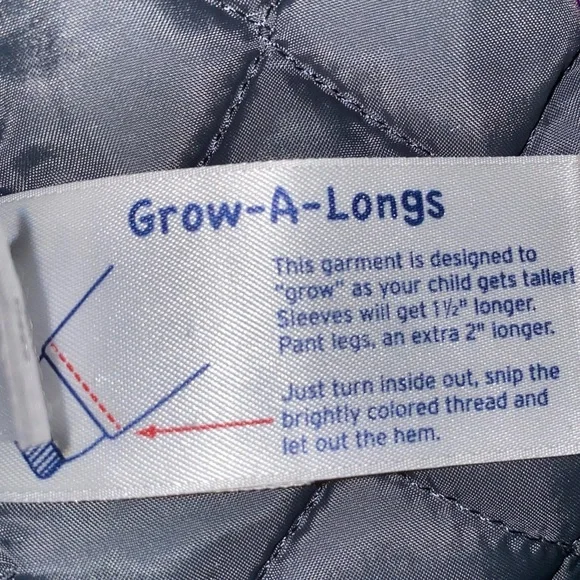 Grow-A-Longs
This garment is designed to
"grow" as your child gets taller!
Sleeves will get 1½" longer.
Pant legs, an extra 2" longer.
Just turn inside out, snip the
brightly colored thread and
let out the hem.